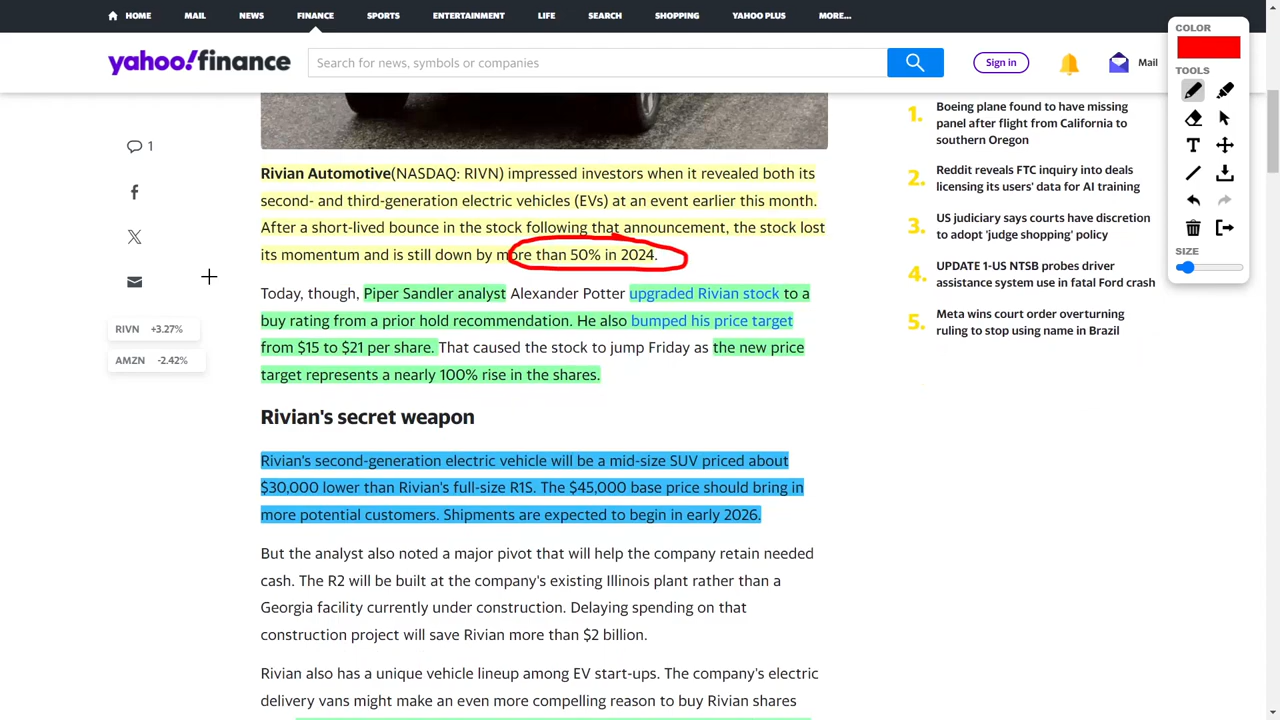 HOME MAIL NEWS FINANCE SPORTS ENTERTAINMENT LIFE SEARCH SHOPPING YAHOO PLUS MORE...
yahoo!finance
Search for news, symbols or companies
Sign in
Mail
COLOR
TOOLS
T
SIZE
1
f
RIVN +3.27%
AMZN -2.42%
Rivian Automotive(NASDAQ: RIVN) impressed investors when it revealed both its
second- and third-generation electric vehicles (EVs) at an event earlier this month.
After a short-lived bounce in the stock following that announcement, the stock lost
its momentum and is still down by more than 50% in 2024.
Today, though, Piper Sandler analyst Alexander Potter upgraded Rivian stock to a
buy rating from a prior hold recommendation. He also bumped his price target
from $15 to $21 per share. That caused the stock to jump Friday as the new price
target represents a nearly 100% rise in the shares.
Rivian's secret weapon
Rivian's second-generation electric vehicle will be a mid-size SUV priced about
$30,000 lower than Rivian's full-size R1S. The $45,000 base price should bring in
more potential customers. Shipments are expected to begin in early 2026.
But the analyst also noted a major pivot that will help the company retain needed
cash. The R2 will be built at the company's existing Illinois plant rather than a
Georgia facility currently under construction. Delaying spending on that
construction project will save Rivian more than $2 billion.
Rivian also has a unique vehicle lineup among EV start-ups. The company's electric
delivery vans might make an even more compelling reason to buy Rivian shares
1. Boeing plane found to have missing
panel after flight from California to
southern Oregon
2. Reddit reveals FTC inquiry into deals
licensing its users' data for AI training
3. US judiciary says courts have discretion
to adopt 'judge shopping' policy
4. UPDATE 1-US NTSB probes driver
assistance system use in fatal Ford crash
5. Meta wins court order overturning
ruling to stop using name in Brazil